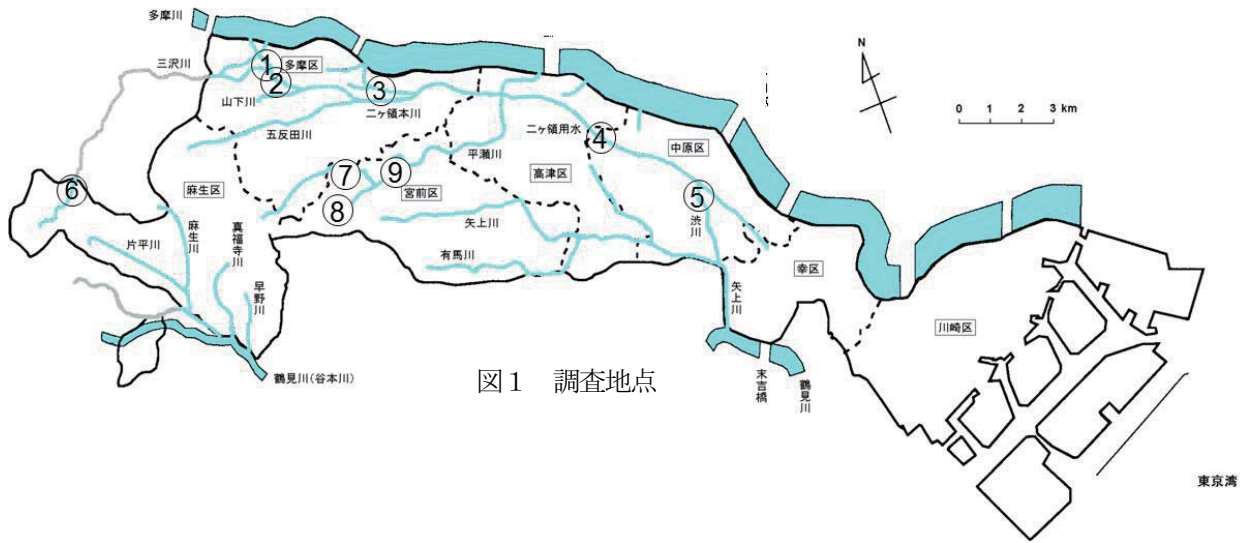 多摩川
三沢川
①
多摩区
②
③
山下川
二ヶ領本川
五反田川
N
0 1 2 3 km
二ヶ領用水
④
中原区
平瀬川
高津区
⑤
渋川
⑥
麻生区
⑦
⑨
宮前区
⑧
麻生川
真福寺川
片平川
矢上川
有馬川
早野川
幸区
矢上川
川崎区
鶴見川(谷本川)
図1 調査地点
末吉橋
鶴見川
東京湾